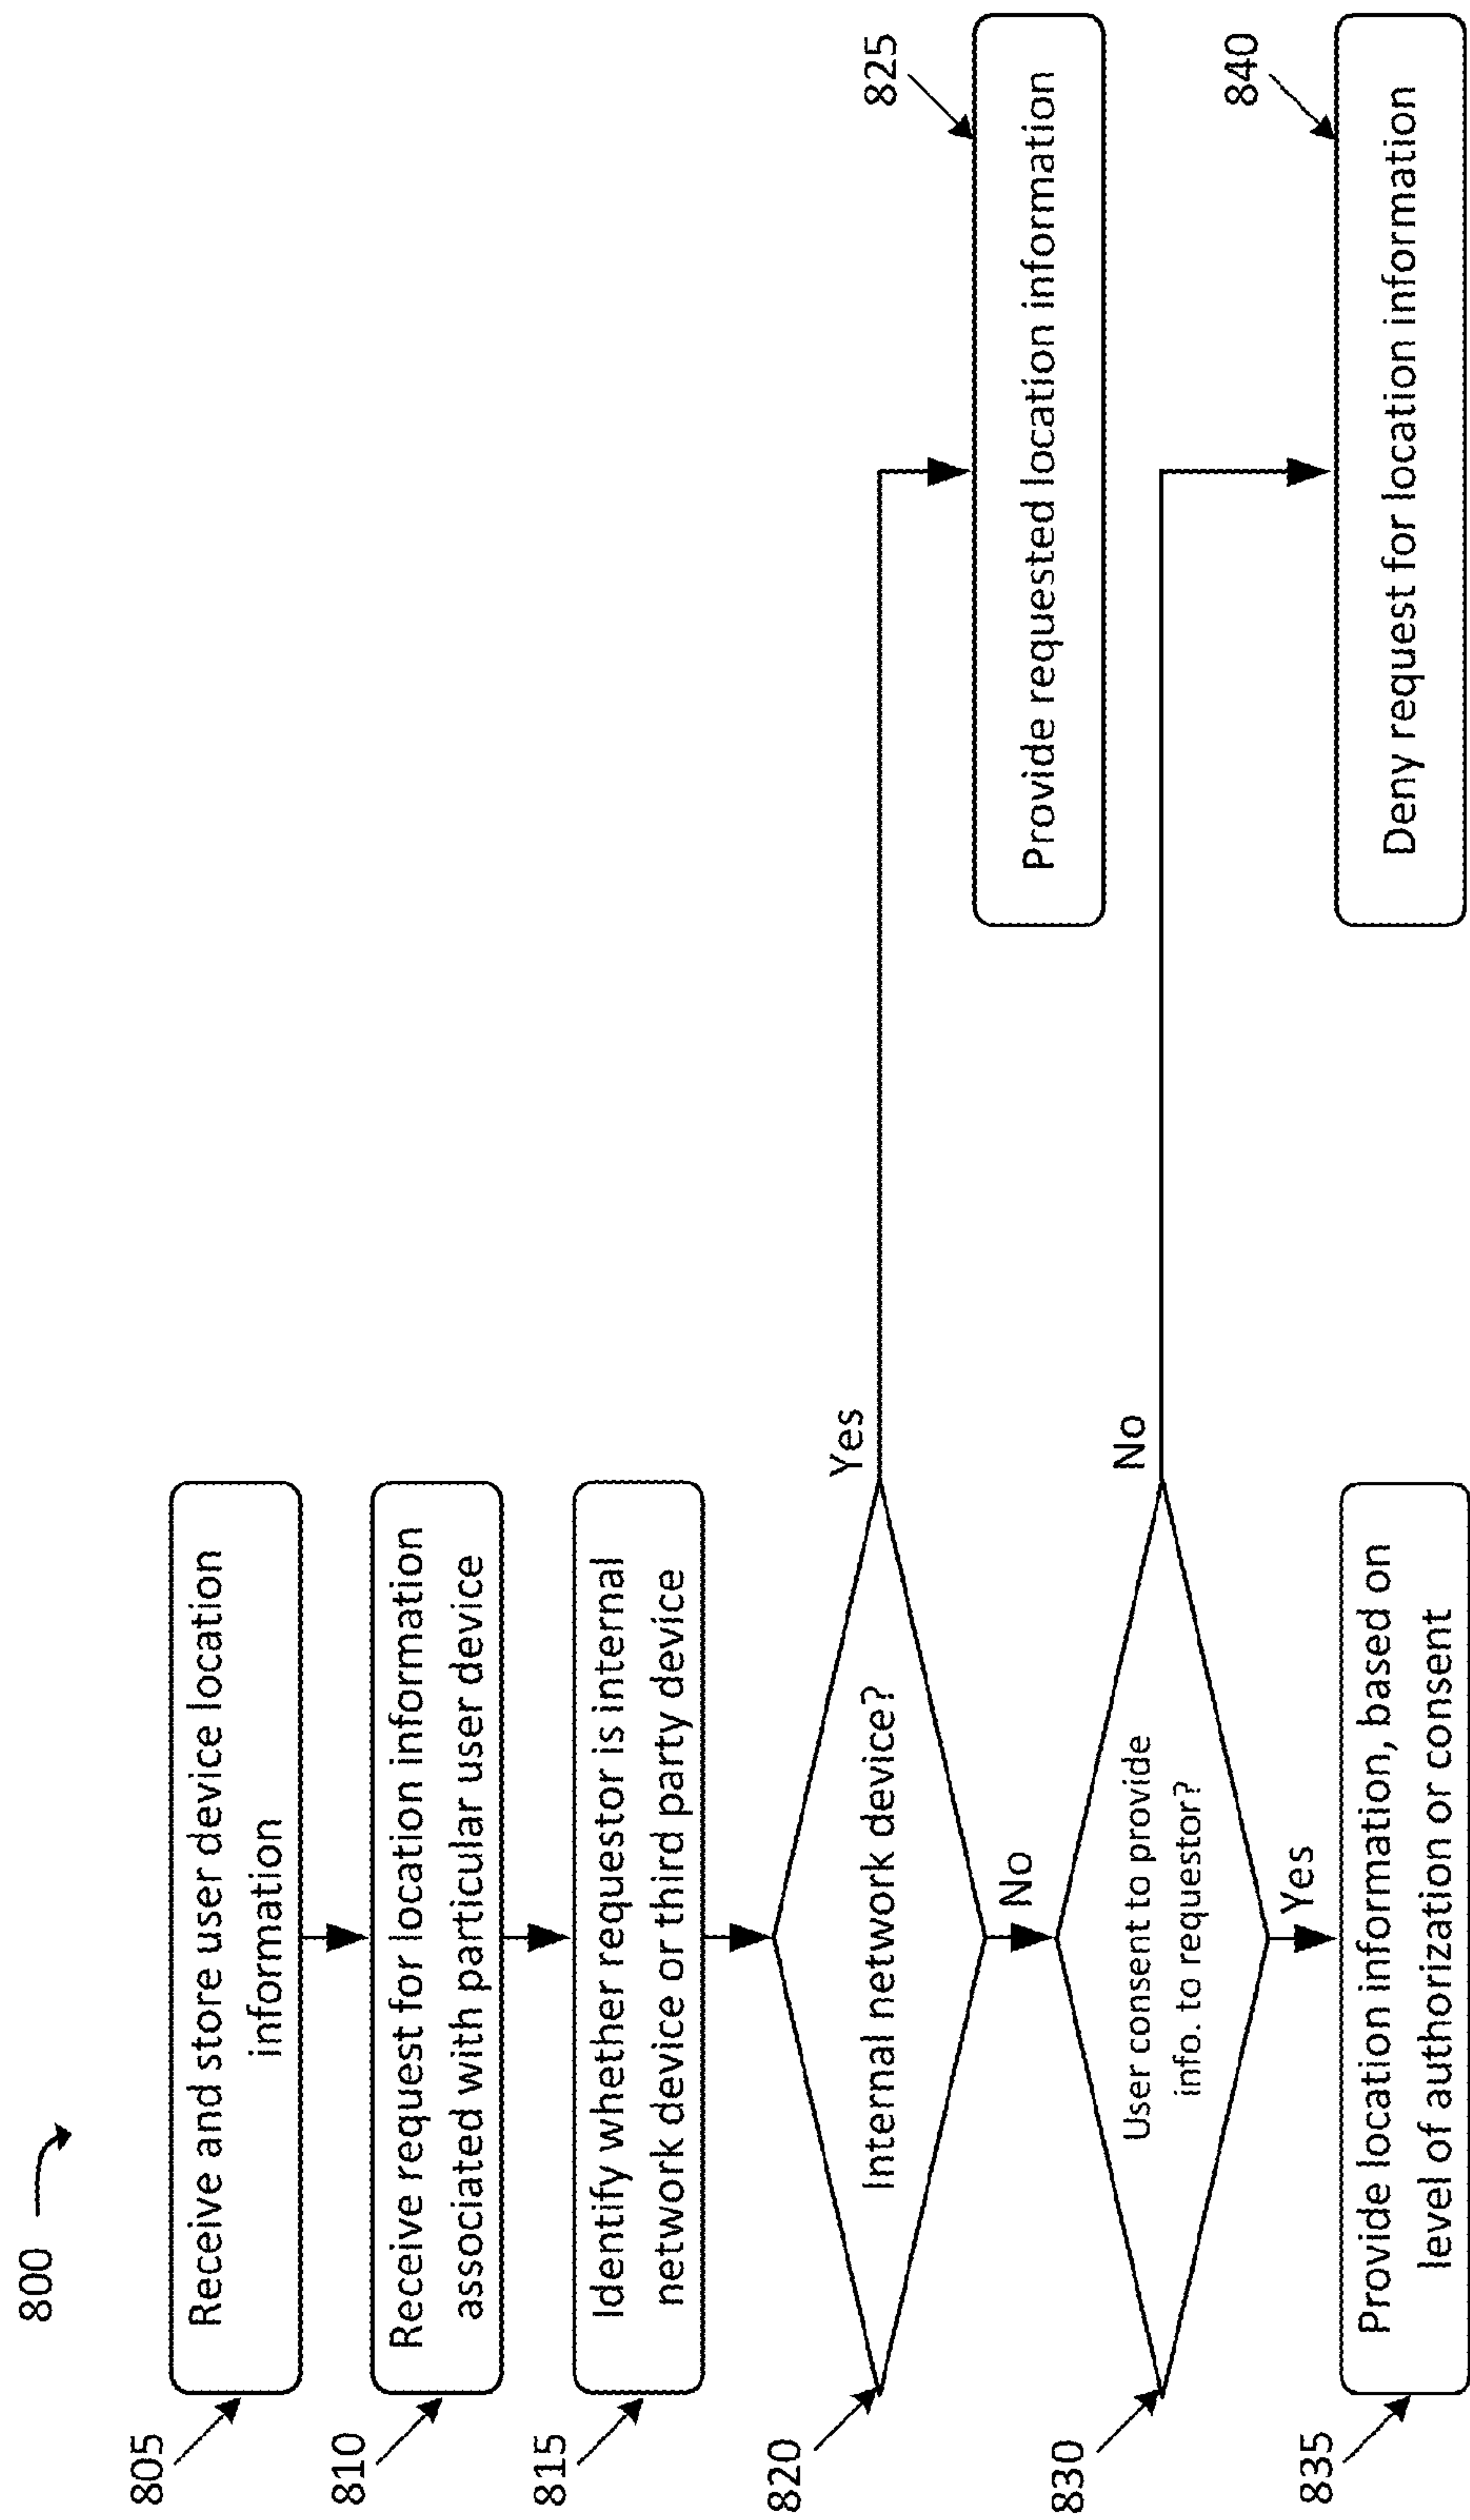 800
805
Receive and store user device location
information
810
Receive request for location information
associated with particular user device
815
Identify whether requestor is internal
network device or third party device
820
Internal network device?
Yes
825
Provide requested location information
No
830
User consent to provide
info. to requestor?
No
840
Deny request for location information
Yes
835
Provide location information, based on
level of authorization or consent